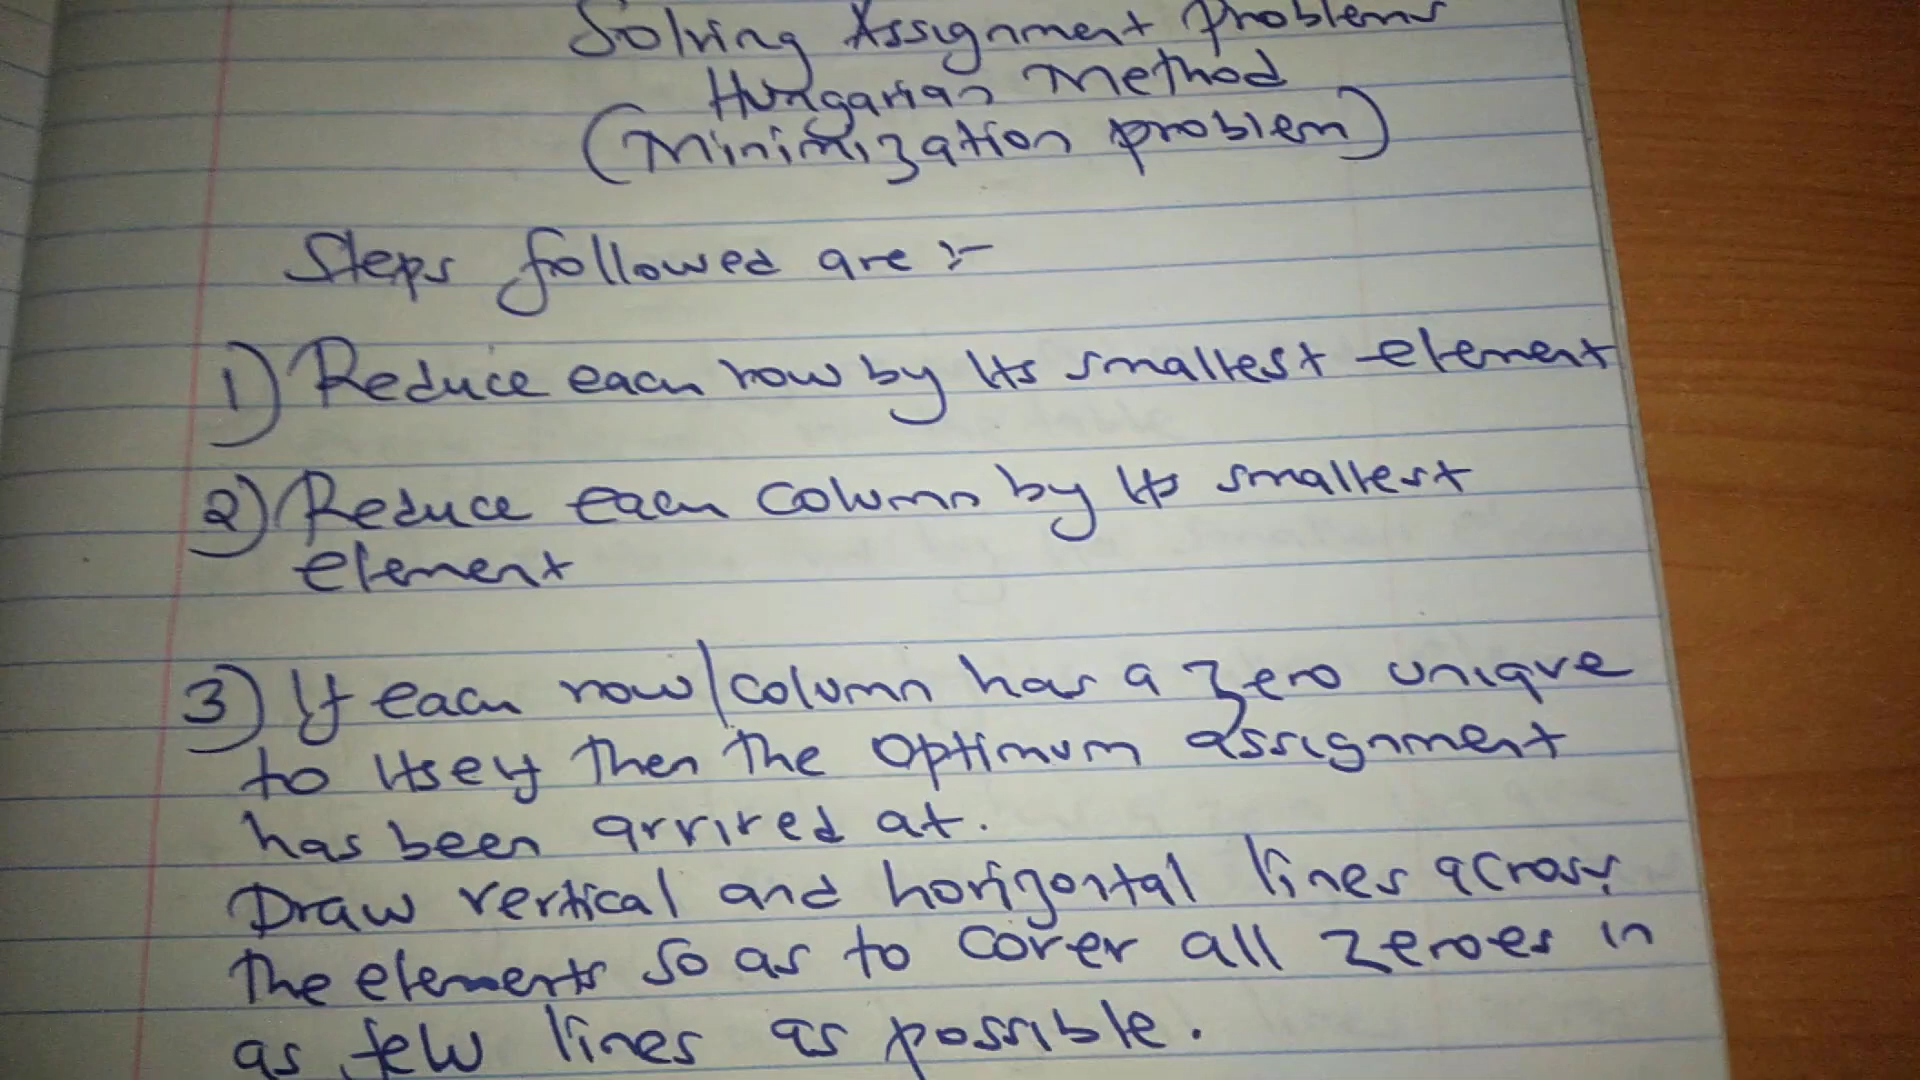 Solving Assignment Problems
Hungarian Method
(Minimization problem)
Steps followed are :-
1) Reduce each row by its smallest element
2) Reduce each column by its smallest
element
3) If each row/column has a zero unique
to itself then the optimum assignment
has been arrived at.
Draw vertical and horizontal lines across
the elements so as to cover all zeroes in
as few lines as possible.